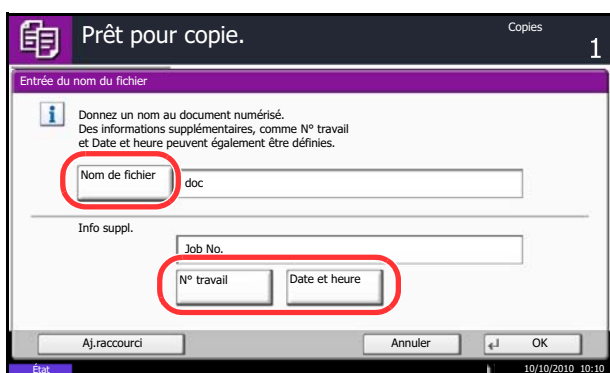 Prêt pour copie.
Copies
1
Entrée du nom du fichier
Donnez un nom au document numérisé.
Des informations supplémentaires, comme N° travail
et Date et heure peuvent également être définies.
Nom de fichier
doc
Info suppl.
Job No.
N° travail
Date et heure
Aj.raccourci
Annuler
OK
État
10/10/2010 10:10